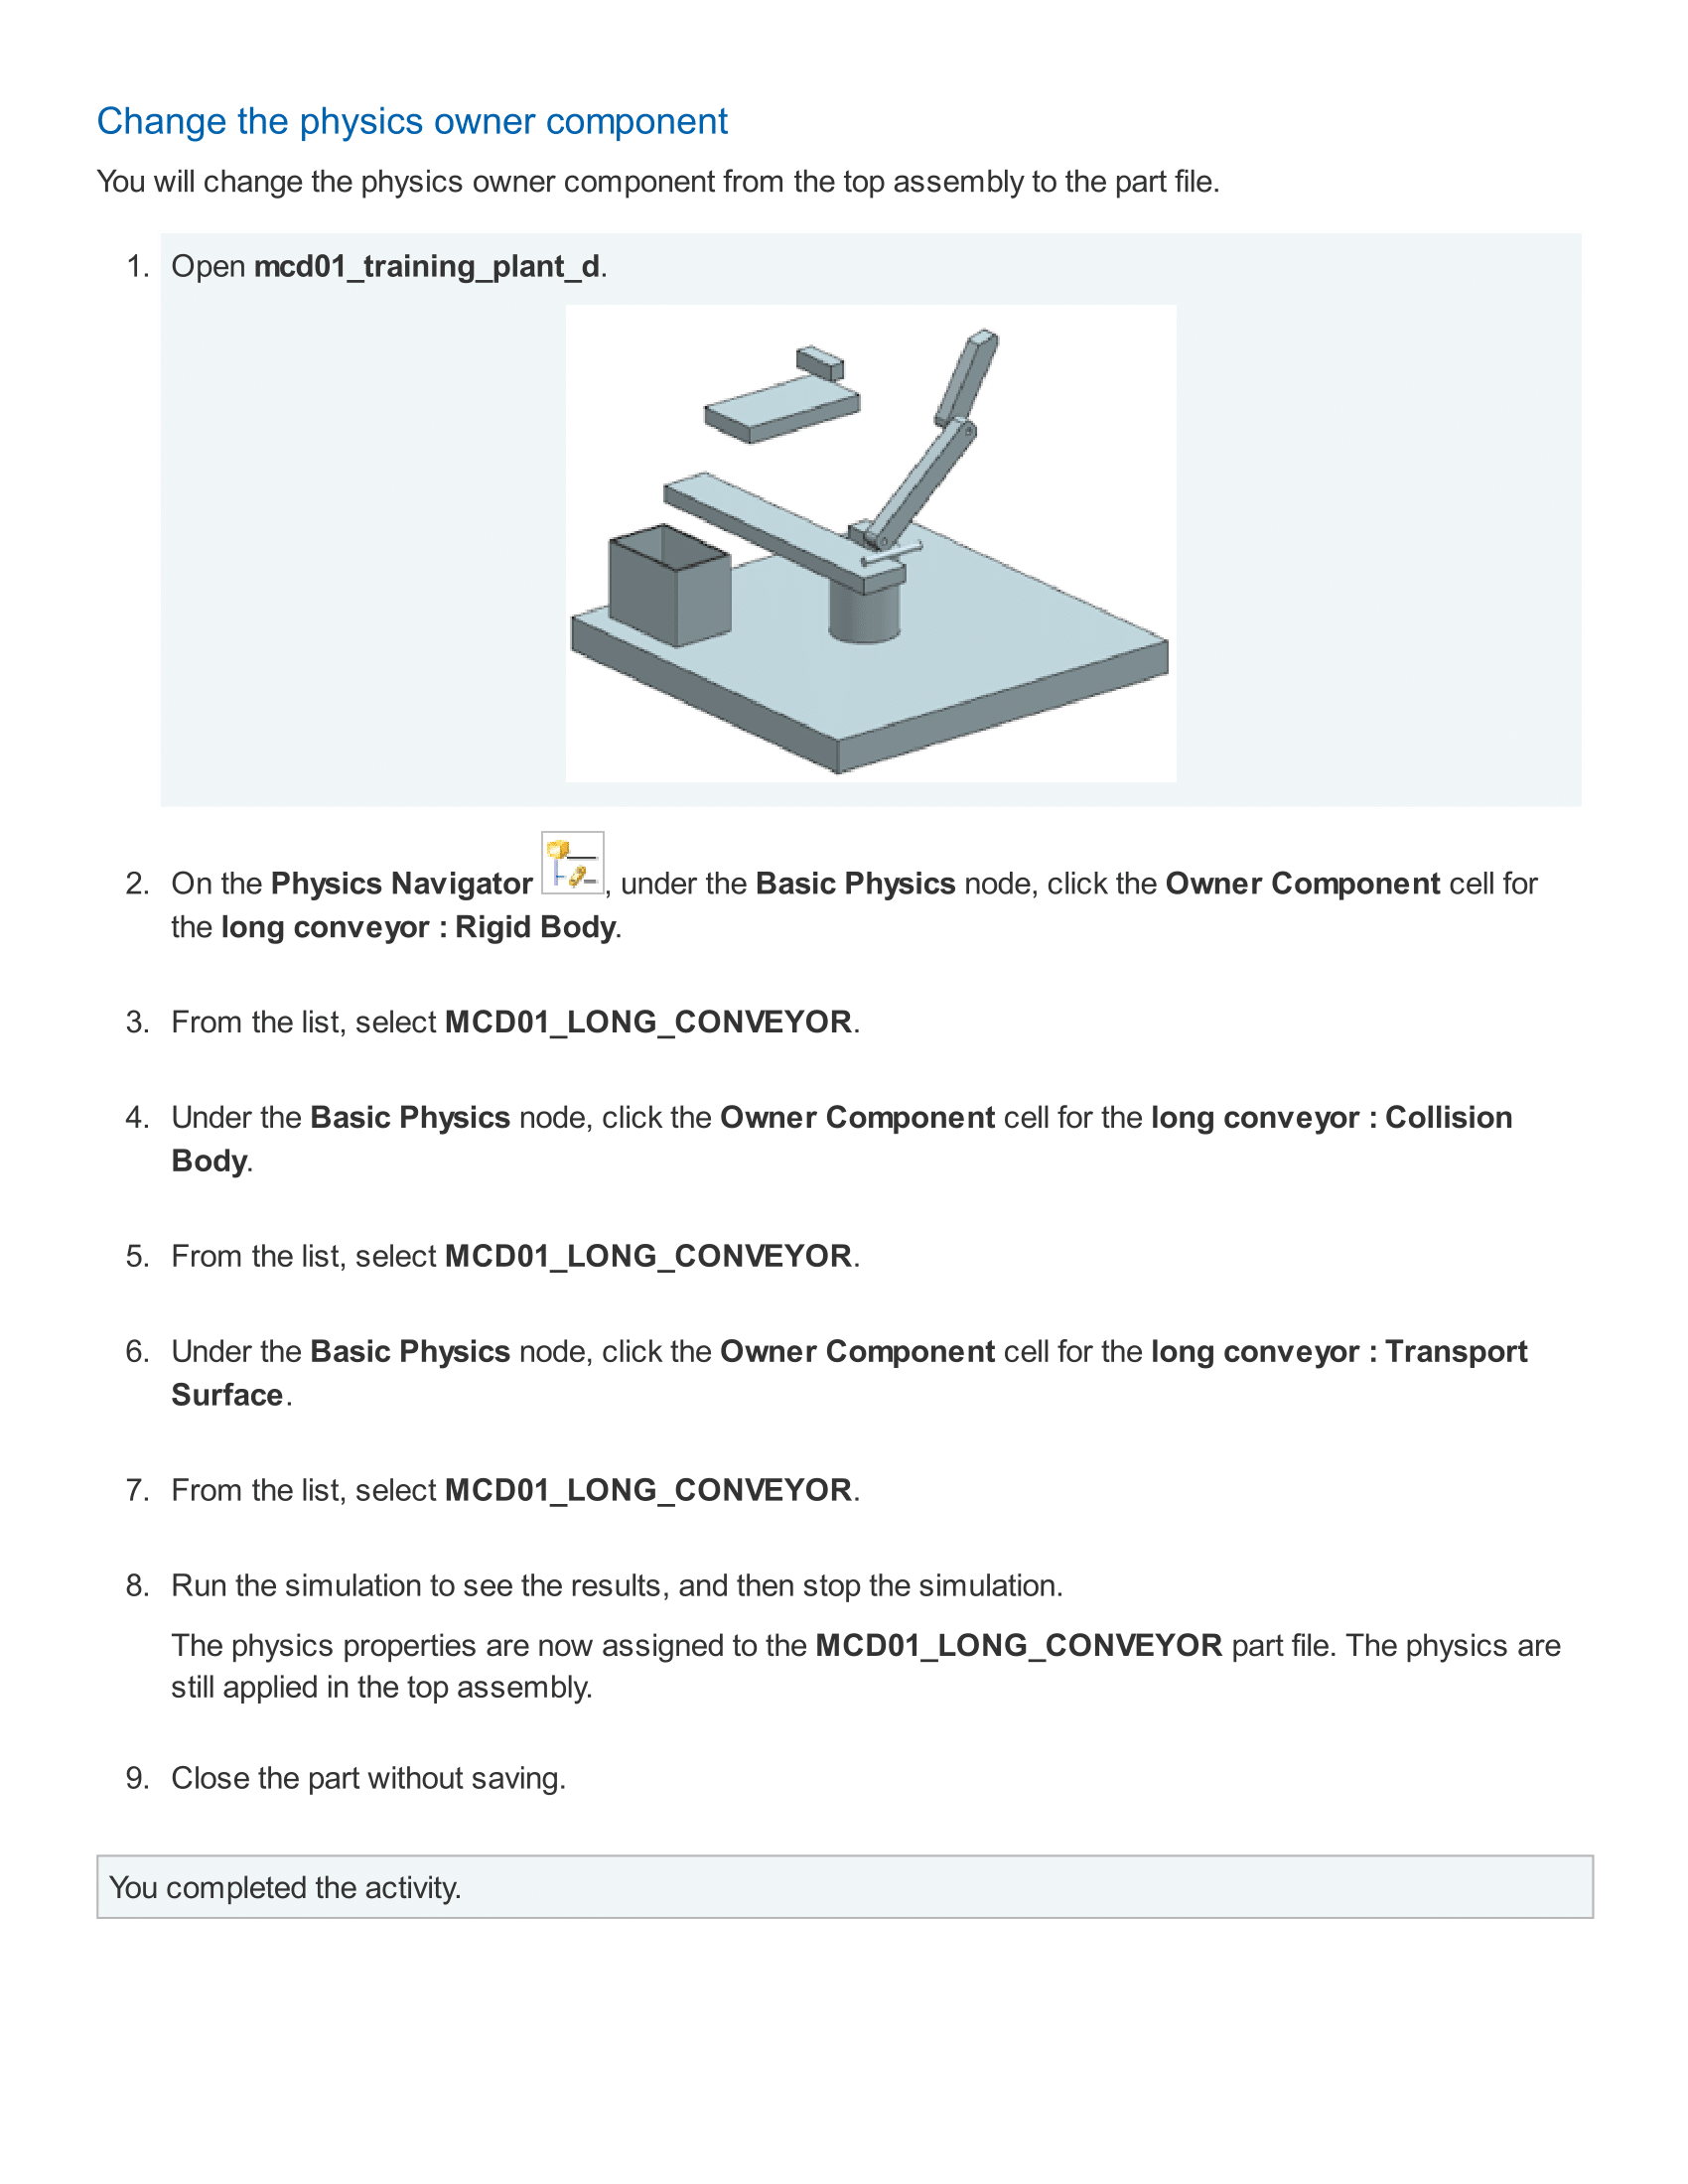 Change the physics owner component
You will change the physics owner component from the top assembly to the part file.
1. Open mcd01_training_plant_d.
2. On the Physics Navigator , under the Basic Physics node, click the Owner Component cell for
the long conveyor : Rigid Body.
3. From the list, select MCD01_LONG_CONVEYOR.
4. Under the Basic Physics node, click the Owner Component cell for the long conveyor : Collision
Body.
5. From the list, select MCD01_LONG_CONVEYOR.
6. Under the Basic Physics node, click the Owner Component cell for the long conveyor : Transport
Surface.
7. From the list, select MCD01_LONG_CONVEYOR.
8. Run the simulation to see the results, and then stop the simulation.
The physics properties are now assigned to the MCD01_LONG_CONVEYOR part file. The physics are
still applied in the top assembly.
9. Close the part without saving.
You completed the activity.